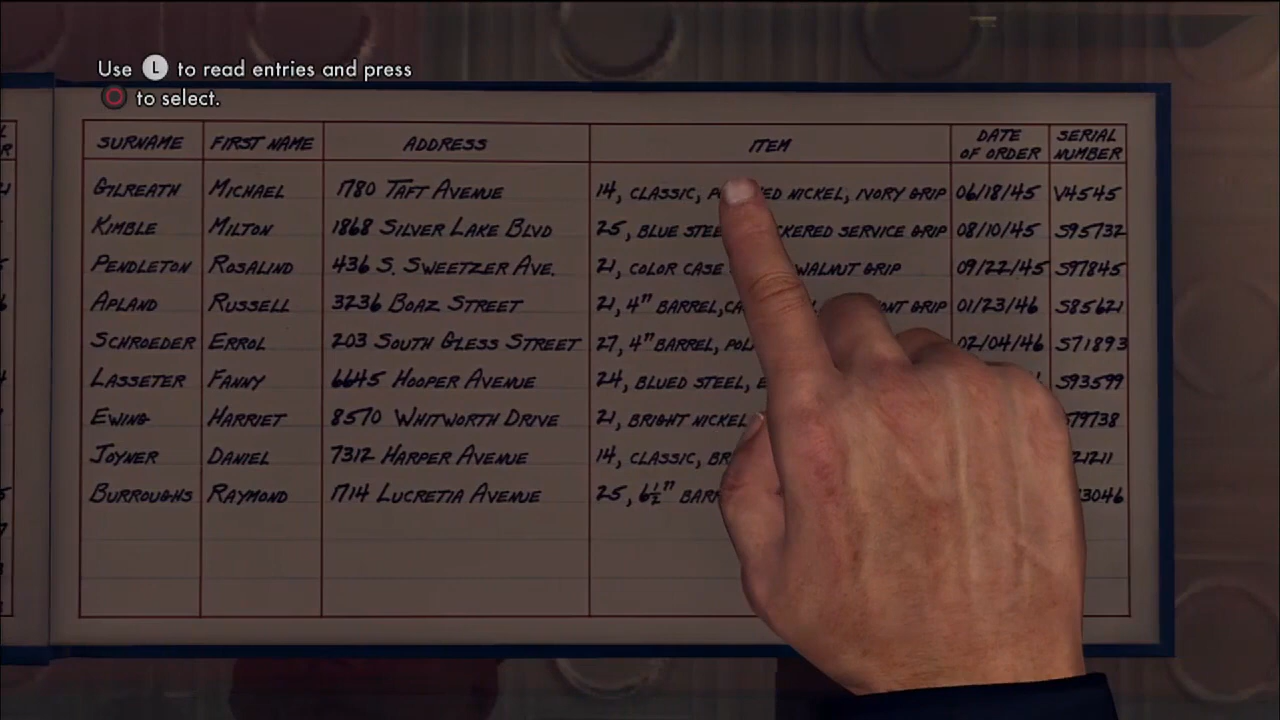 Use L to read entries and press
to select.
SURNAME FIRST NAME ADDRESS ITEM DATE OF ORDER SERIAL NUMBER
GILREATH MICHAEL 1780 TAFT AVENUE 14, CLASSIC, NICKEL, IVORY GRIP 06/18/45 V4545
KIMBLE MILTON 1868 SILVER LAKE BLVD 25, BLUE SERVICE GRIP 08/10/45 S95732
PENDLETON ROSALIND 436 S. SWEETZER AVE. 21, COLOR CASE WALNUT GRIP 09/22/45 S97845
APLAND RUSSELL 3236 BOAZ STREET 21, 4" BARREL, GRIP 01/23/46 S85621
SCHROEDER ERROL 203 SOUTH GLESS STREET 27, 4" BARREL, 02/04/46 S71893
LASSETER FANNY 6645 HOOPER AVENUE 24, BLUED STEEL, S93599
EWING HARRIET 8570 WHITWORTH DRIVE 21, BRIGHT NICKEL
JOYNER DANIEL 7312 HARPER AVENUE 14, CLASSIC,
BURROUGHS RAYMOND 1714 LUCRETIA AVENUE 25, 6½"